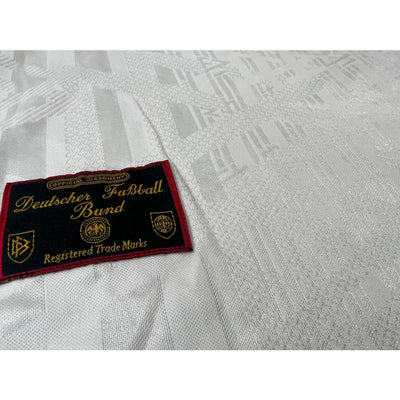 OFFICIAL GARMENT
Deutscher Fußball
Bund
Registered Trade Marks